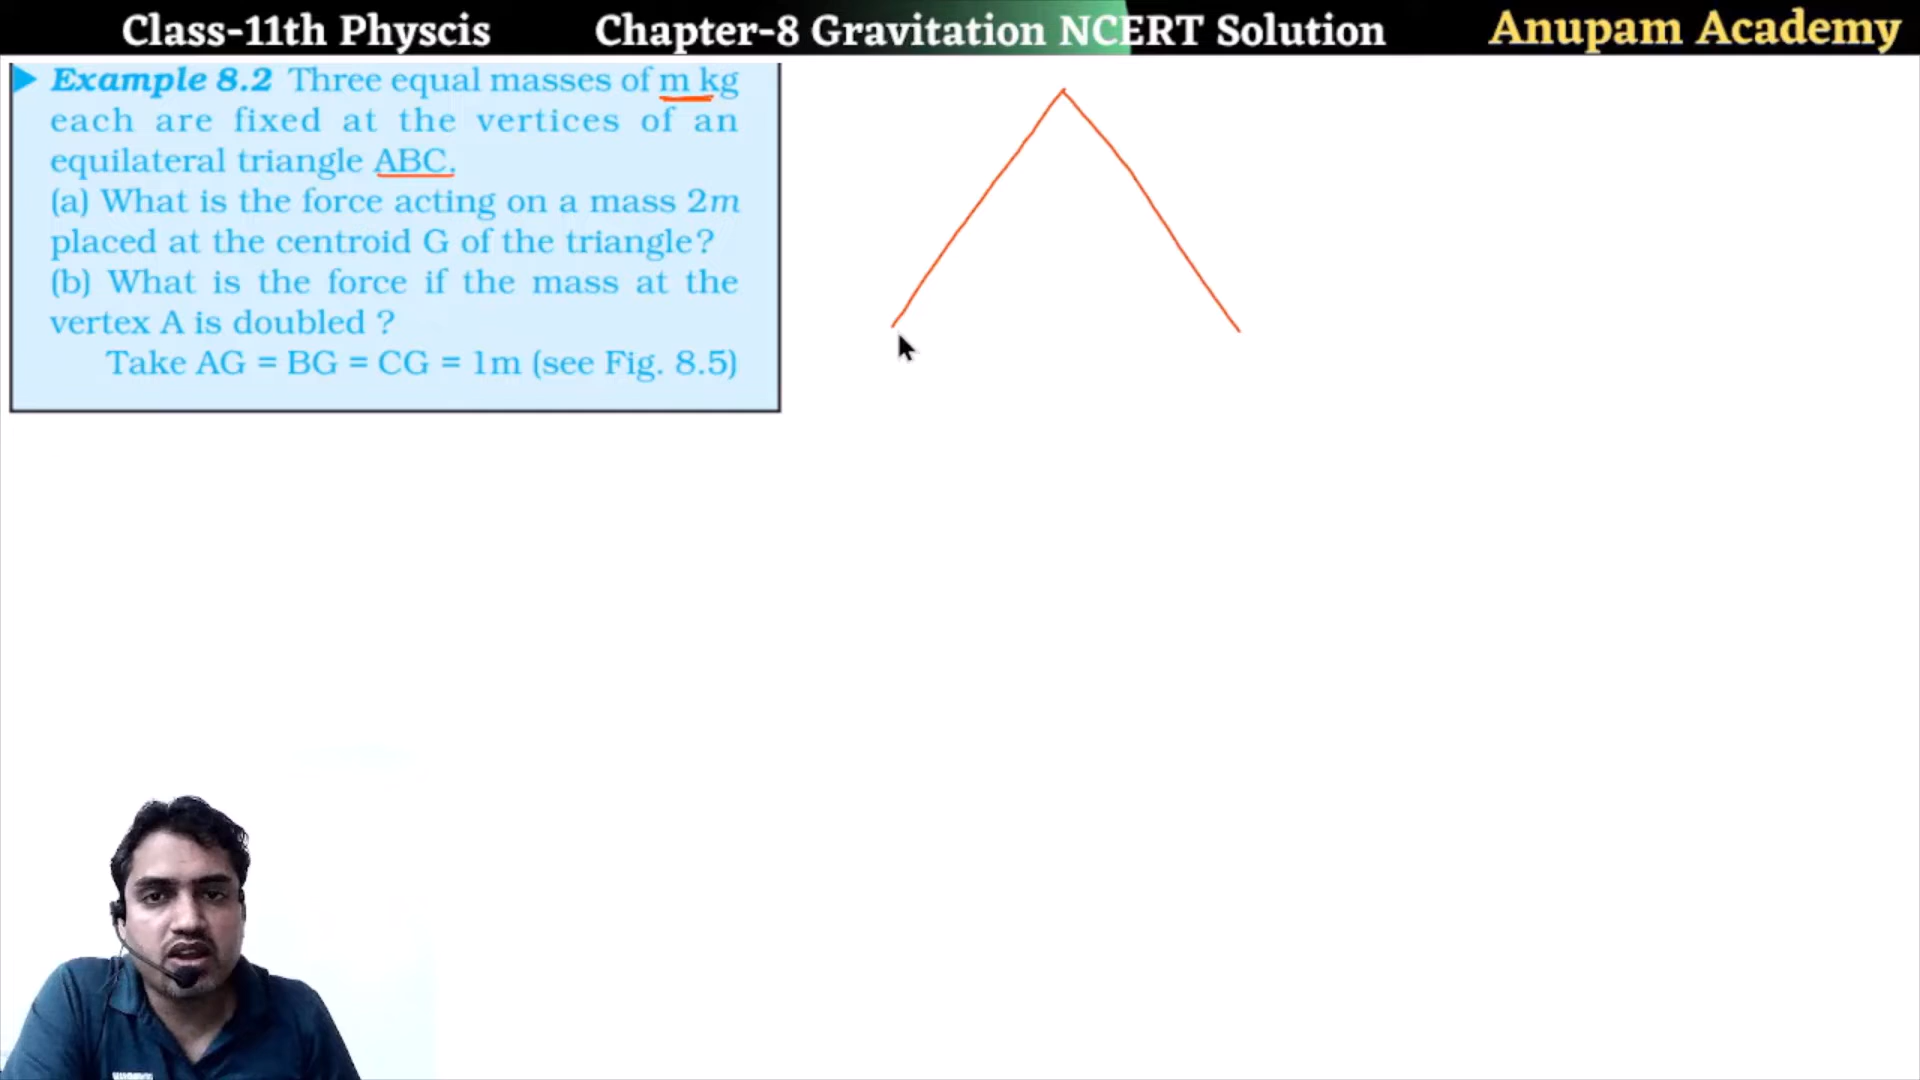 Class-11th Physcis Chapter-8 Gravitation NCERT Solution Anupam Academy
Example 8.2 Three equal masses of m kg
each are fixed at the vertices of an
equilateral triangle ABC.
(a) What is the force acting on a mass 2m
placed at the centroid G of the triangle?
(b) What is the force if the mass at the
vertex A is doubled ?
Take AG = BG = CG = 1m (see Fig. 8.5)